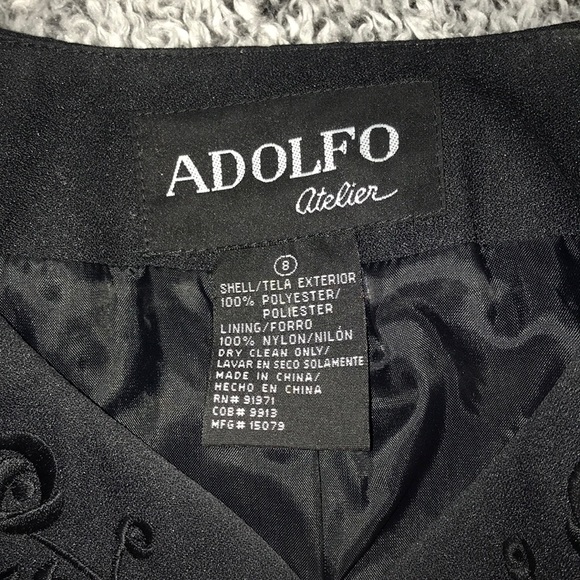 ADOLFO
atelier
8
SHELL/TELA EXTERIOR
100% POLYESTER/
POLIESTER
LINING/FORRO
100% NYLON/NILÓN
DRY CLEAN ONLY/
LAVAR EN SECO SOLAMENTE
MADE IN CHINA/
HECHO EN CHINA
RN# 91971
COB# 9913
MFG# 15079